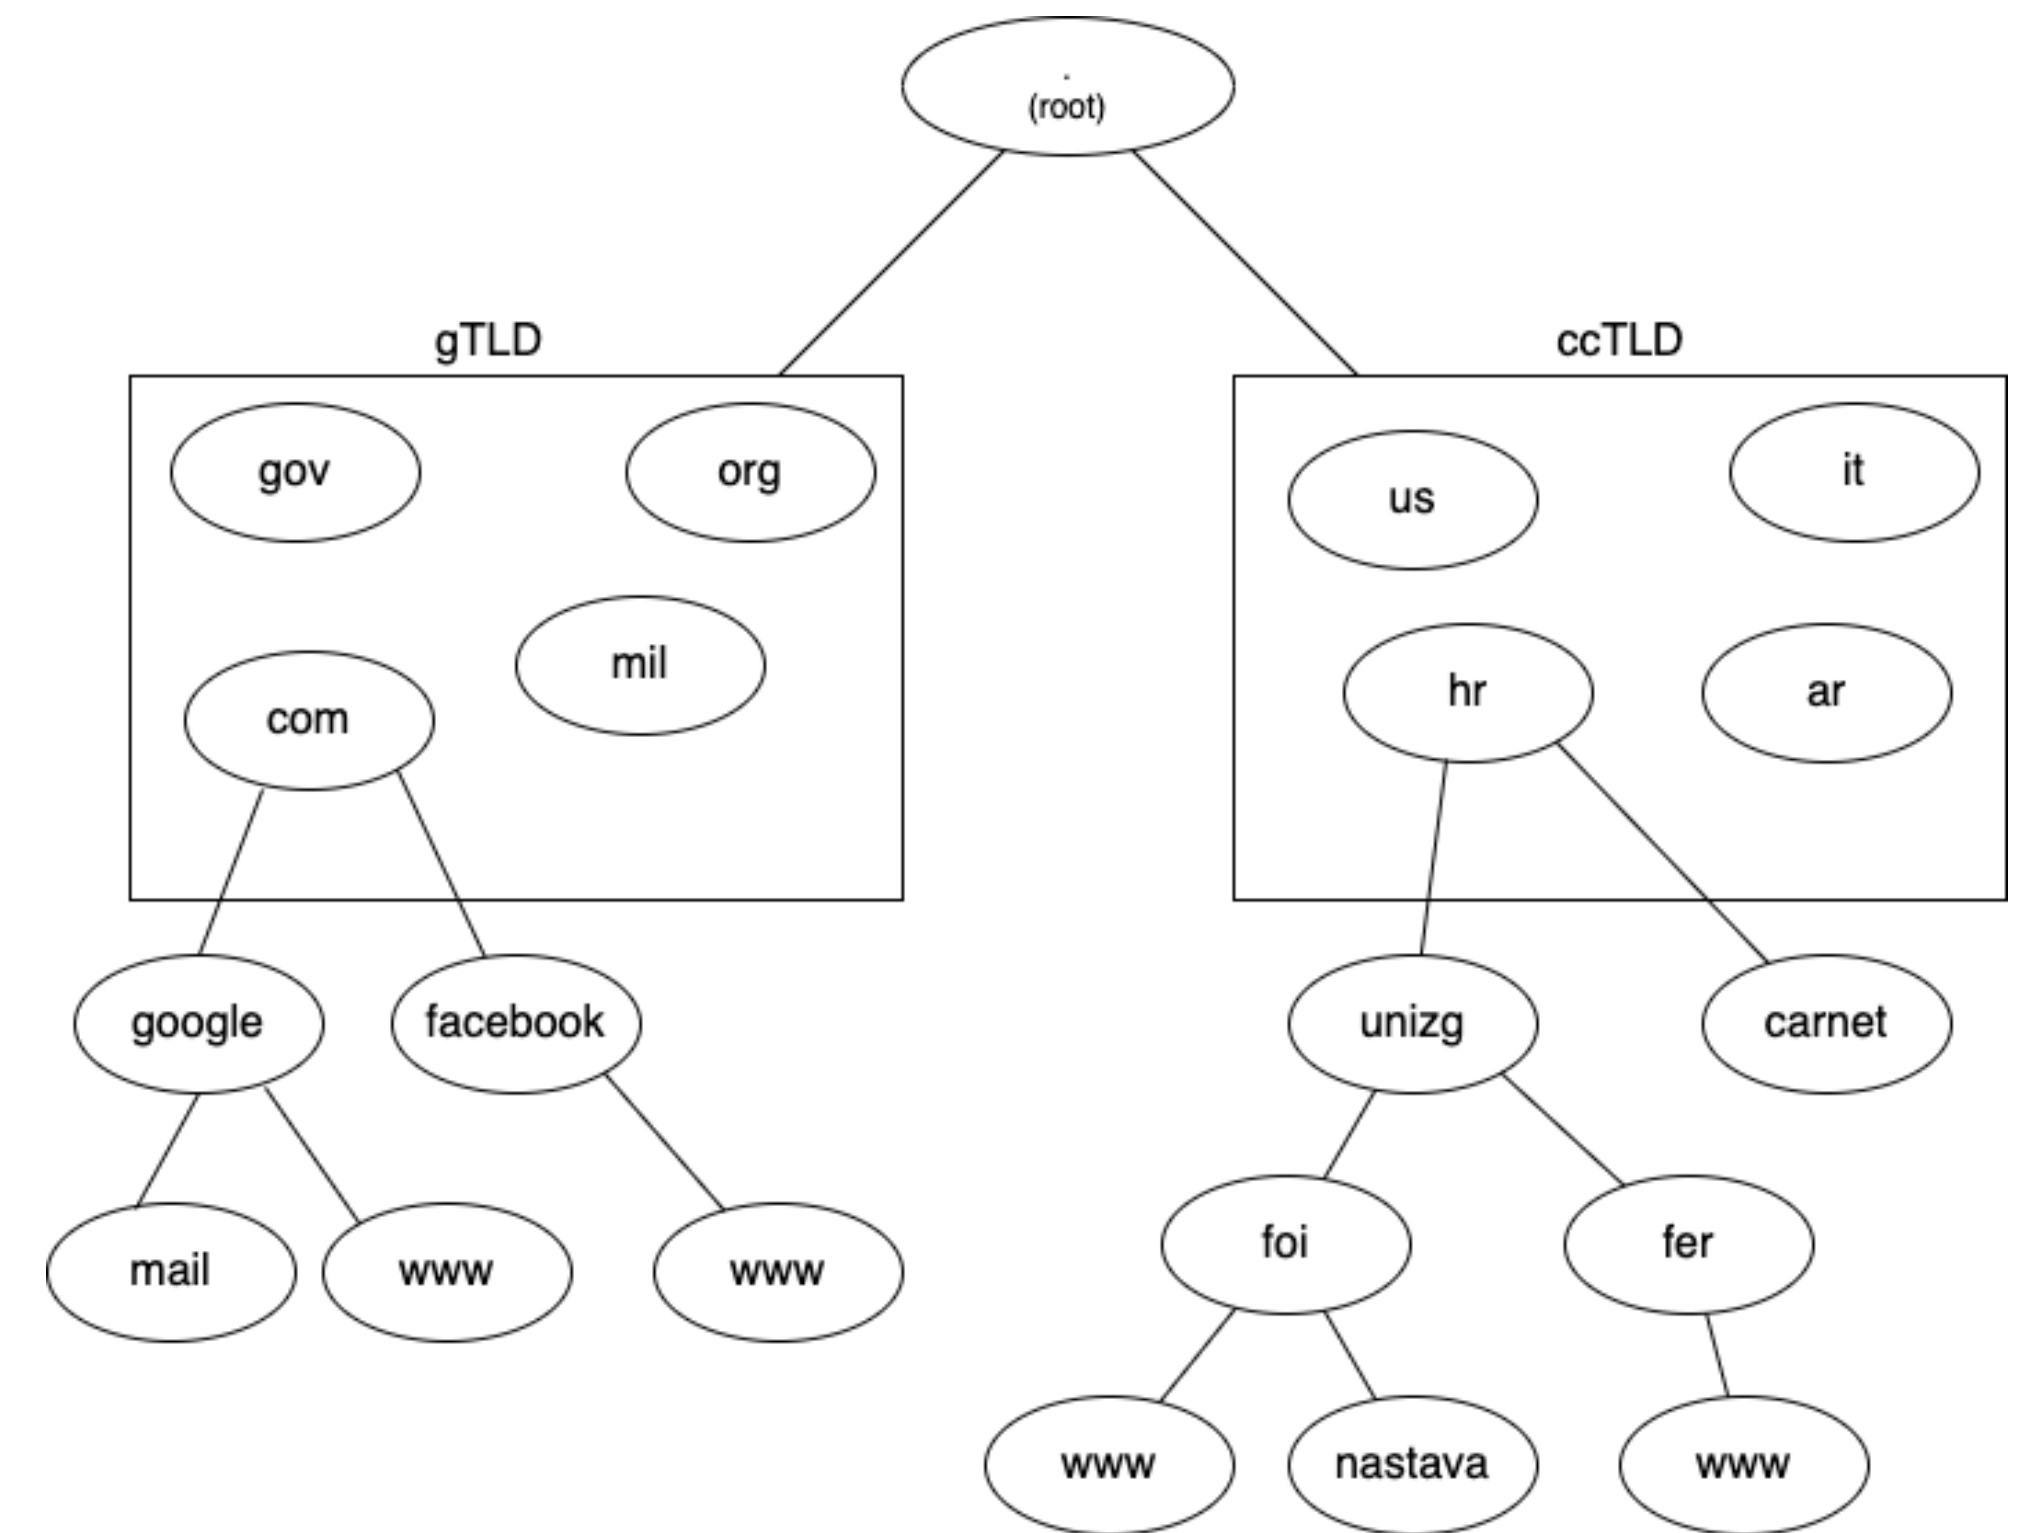 .
(root)
gTLD
ccTLD
gov
org
us
it
mil
com
hr
ar
google
facebook
unizg
carnet
mail
www
www
foi
fer
www
nastava
www